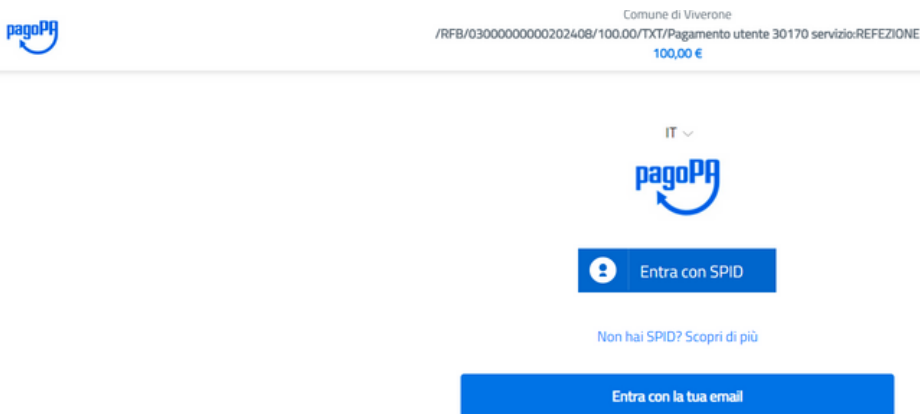 pagoPA
Comune di Viverone
/RFB/03000000000202408/100.00/TXT/Pagamento utente 30170 servizio:REFEZIONE
100,00 €
IT
pagoPA
Entra con SPID
Non hai SPID? Scopri di più
Entra con la tua email